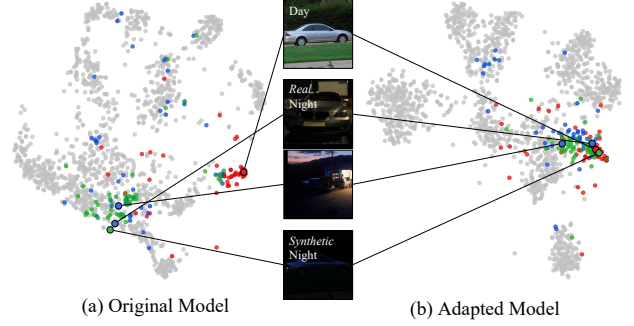 Day
Real
Night
Synthetic
Night
(a) Original Model
(b) Adapted Model